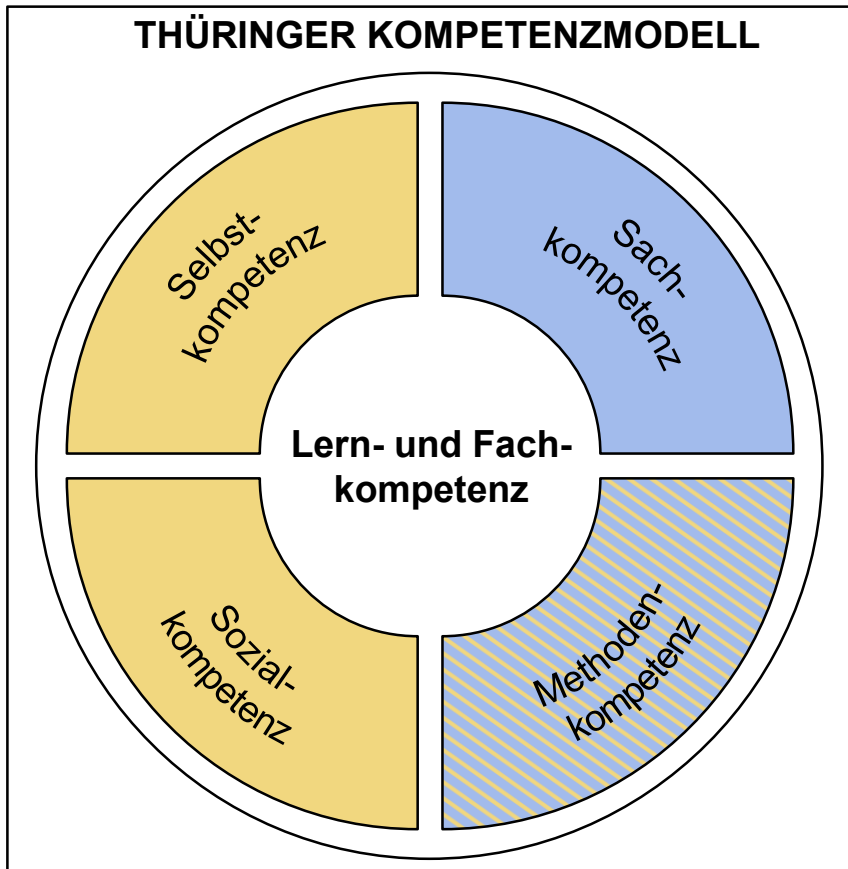 THÜRINGER KOMPETENZMODELL
Selbst-
kompetenz
Sach-
kompetenz
Lern- und Fach-
kompetenz
Sozial-
kompetenz
Methoden-
kompetenz